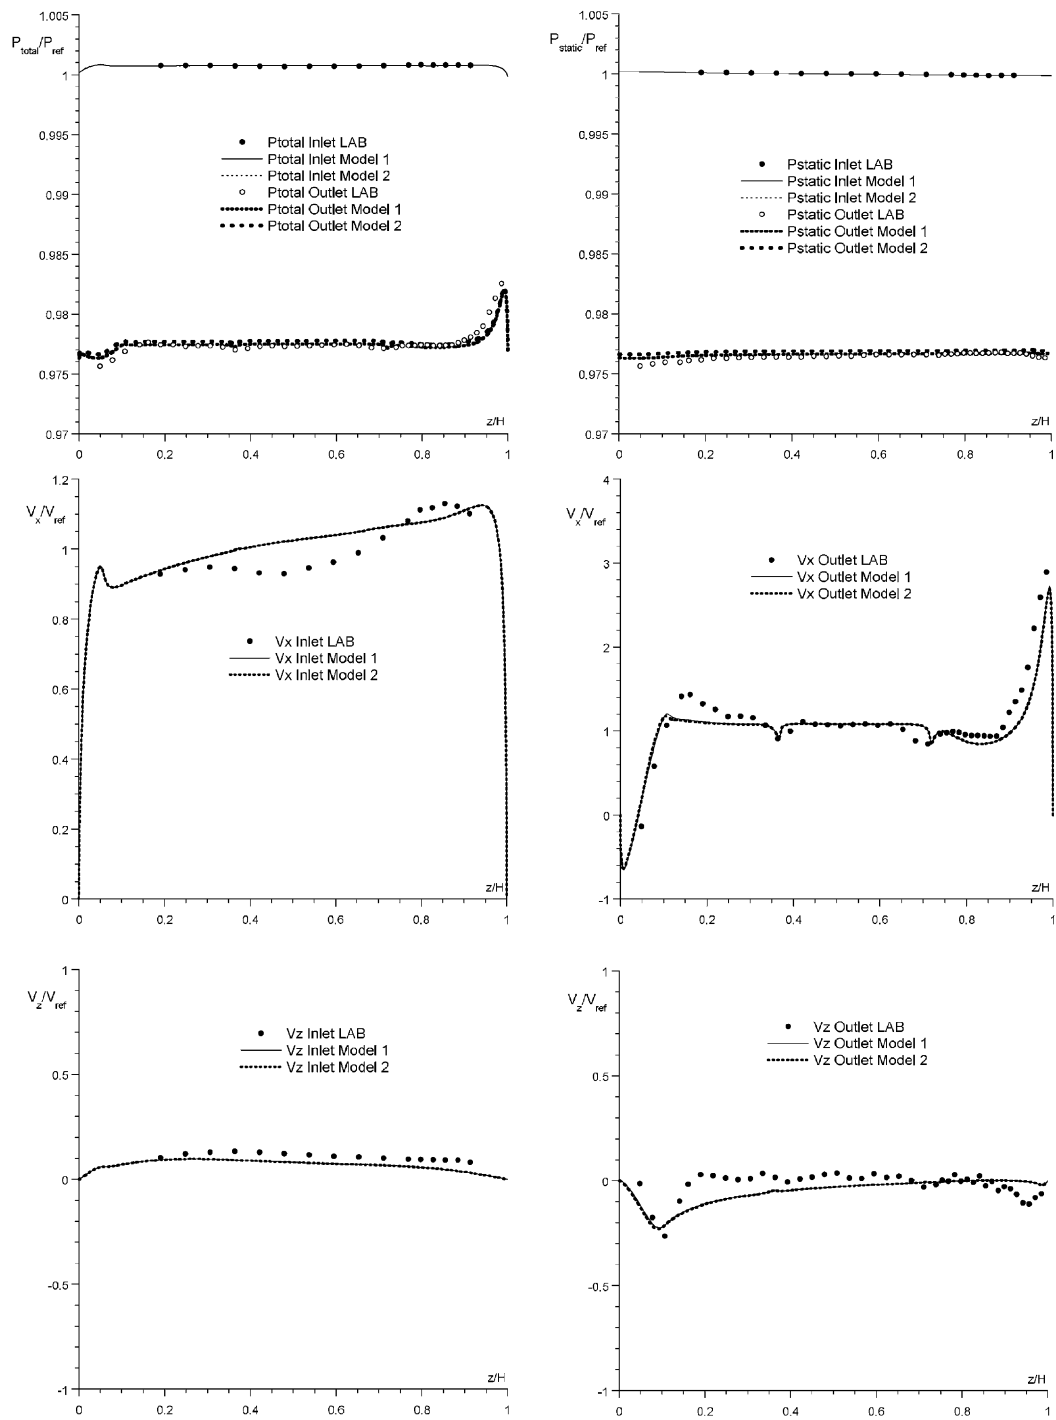 1.005
P_total/P_ref
1
0.995
Ptotal Inlet LAB
Ptotal Inlet Model 1
Ptotal Inlet Model 2
Ptotal Outlet LAB
Ptotal Outlet Model 1
Ptotal Outlet Model 2
0.99
0.985
0.98
0.975
0.97
z/H
0 0.2 0.4 0.6 0.8 1
1.005
P_static/P_ref
1
0.995
Pstatic Inlet LAB
Pstatic Inlet Model 1
Pstatic Inlet Model 2
Pstatic Outlet LAB
Pstatic Outlet Model 1
Pstatic Outlet Model 2
0.99
0.985
0.98
0.975
0.97
z/H
0 0.2 0.4 0.6 0.8 1
1.2
V_x/V_ref
1
0.8
Vx Inlet LAB
Vx Inlet Model 1
Vx Inlet Model 2
0.6
0.4
0.2
0
z/H
0 0.2 0.4 0.6 0.8 1
4
V_x/V_ref
3
Vx Outlet LAB
Vx Outlet Model 1
Vx Outlet Model 2
2
1
0
-1
z/H
0 0.2 0.4 0.6 0.8 1
1
V_z/V_ref
Vz Inlet LAB
Vz Inlet Model 1
Vz Inlet Model 2
0.5
0
-0.5
-1
z/H
0 0.2 0.4 0.6 0.8 1
1
V_z/V_ref
Vz Outlet LAB
Vz Outlet Model 1
Vz Outlet Model 2
0.5
0
-0.5
-1
z/H
0 0.2 0.4 0.6 0.8 1